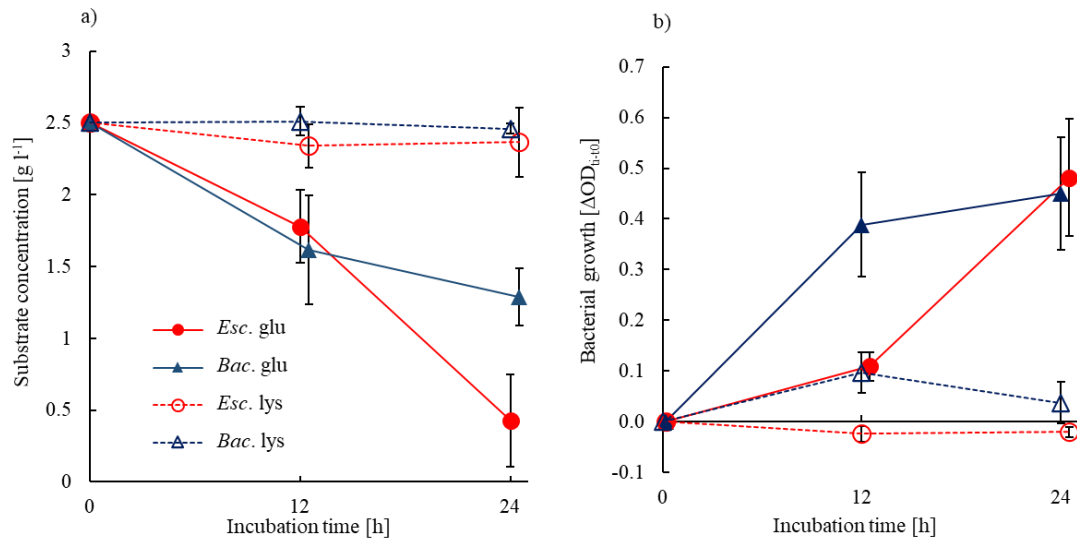 a)
Substrate concentration [g l-1]
3
2.5
2
1.5
1
0.5
0
Esc. glu
Bac. glu
Esc. lys
Bac. lys
0 12 24
Incubation time [h]
b)
Bacterial growth [ΔODti-t0]
0.7
0.6
0.5
0.4
0.3
0.2
0.1
0.0
-0.1
0 12 24
Incubation time [h]